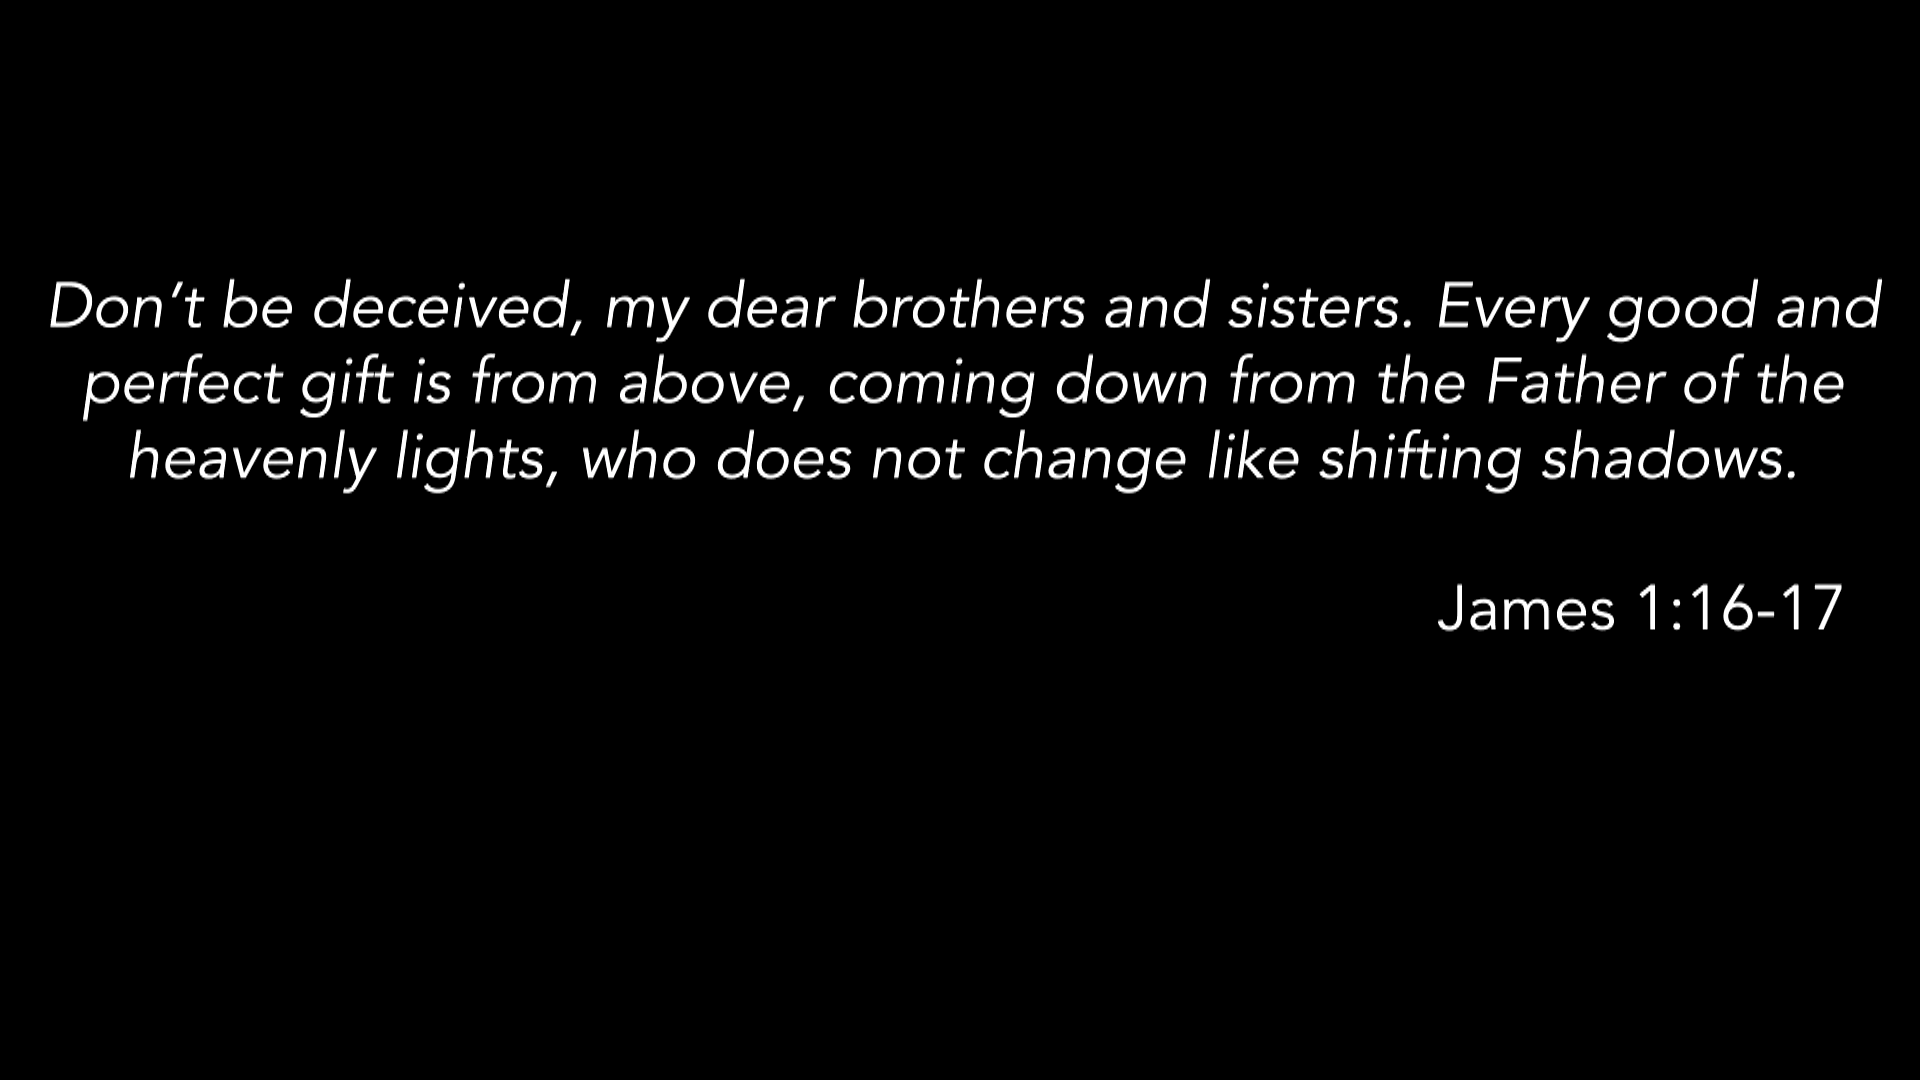 Don’t be deceived, my dear brothers and sisters. Every good and
perfect gift is from above, coming down from the Father of the
heavenly lights, who does not change like shifting shadows.
James 1:16-17